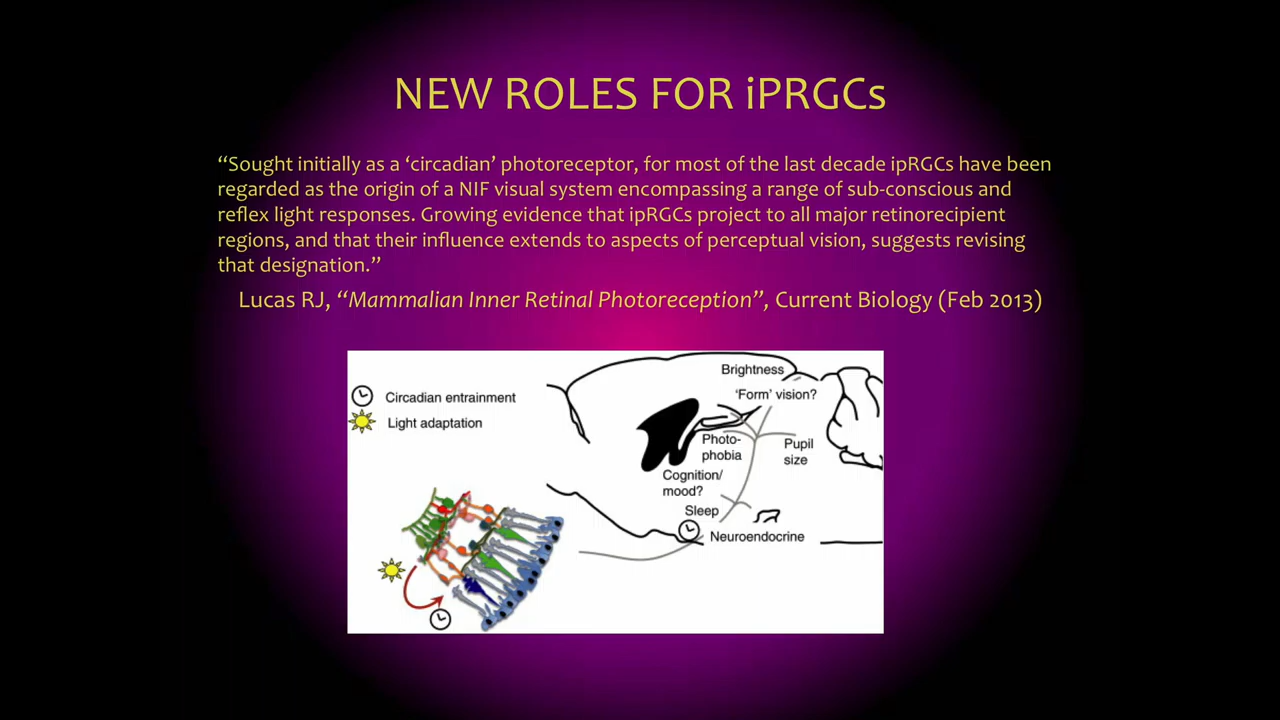 NEW ROLES FOR iPRGCs
“Sought initially as a ‘circadian’ photoreceptor, for most of the last decade ipRGCs have been
regarded as the origin of a NIF visual system encompassing a range of sub-conscious and
reflex light responses. Growing evidence that ipRGCs project to all major retinorecipient
regions, and that their influence extends to aspects of perceptual vision, suggests revising
that designation.”
Lucas RJ, “Mammalian Inner Retinal Photoreception”, Current Biology (Feb 2013)
Circadian entrainment
Light adaptation
Brightness
‘Form’ vision?
Photo-
phobia
Pupil
size
Cognition/
mood?
Sleep
Neuroendocrine